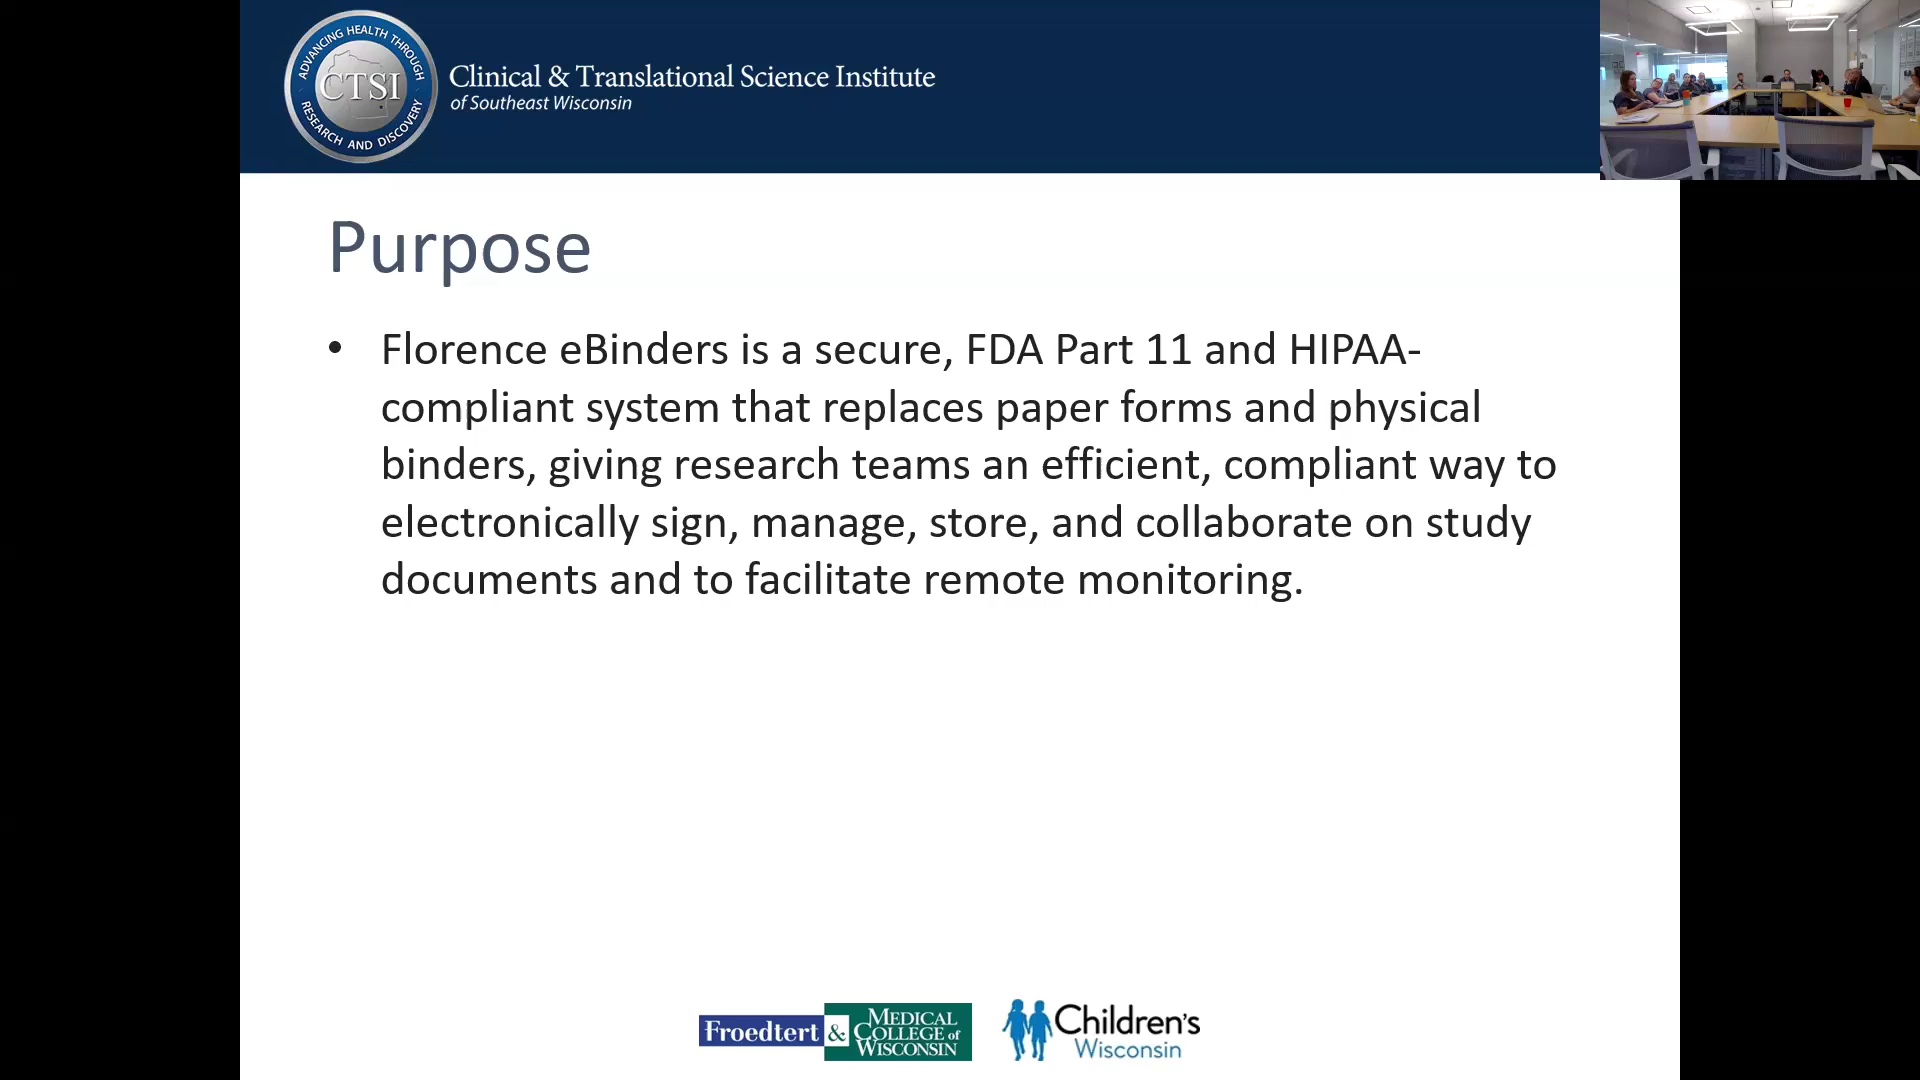 ADVANCING HEALTH THROUGH
CTSI
RESEARCH AND DISCOVERY
Clinical & Translational Science Institute
of Southeast Wisconsin
Purpose
• Florence eBinders is a secure, FDA Part 11 and HIPAA-
compliant system that replaces paper forms and physical
binders, giving research teams an efficient, compliant way to
electronically sign, manage, store, and collaborate on study
documents and to facilitate remote monitoring.
Froedtert & MEDICAL
COLLEGE of
WISCONSIN
Children's
Wisconsin